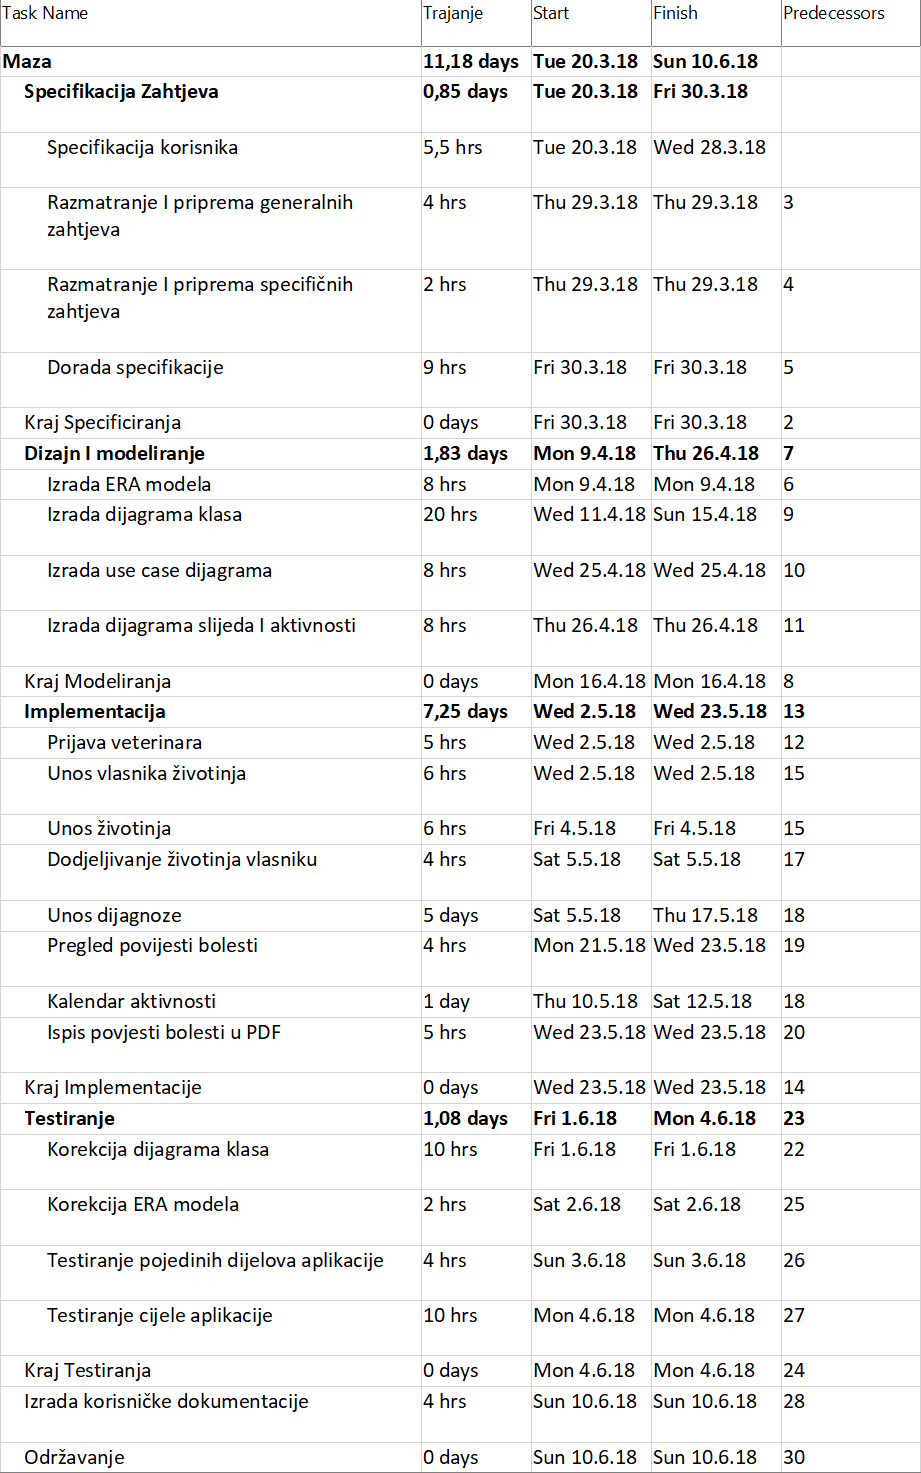 Task Name Trajanje Start Finish Predecessors
Maza 11,18 days Tue 20.3.18 Sun 10.6.18
Specifikacija Zahtjeva 0,85 days Tue 20.3.18 Fri 30.3.18
Specifikacija korisnika 5,5 hrs Tue 20.3.18 Wed 28.3.18
Razmatranje I priprema generalnih 4 hrs Thu 29.3.18 Thu 29.3.18 3
zahtjeva
Razmatranje I priprema specifičnih 2 hrs Thu 29.3.18 Thu 29.3.18 4
zahtjeva
Dorada specifikacije 9 hrs Fri 30.3.18 Fri 30.3.18 5
Kraj Specificiranja 0 days Fri 30.3.18 Fri 30.3.18 2
Dizajn I modeliranje 1,83 days Mon 9.4.18 Thu 26.4.18 7
Izrada ERA modela 8 hrs Mon 9.4.18 Mon 9.4.18 6
Izrada dijagrama klasa 20 hrs Wed 11.4.18 Sun 15.4.18 9
Izrada use case dijagrama 8 hrs Wed 25.4.18 Wed 25.4.18 10
Izrada dijagrama slijeda I aktivnosti 8 hrs Thu 26.4.18 Thu 26.4.18 11
Kraj Modeliranja 0 days Mon 16.4.18 Mon 16.4.18 8
Implementacija 7,25 days Wed 2.5.18 Wed 23.5.18 13
Prijava veterinara 5 hrs Wed 2.5.18 Wed 2.5.18 12
Unos vlasnika životinja 6 hrs Wed 2.5.18 Wed 2.5.18 15
Unos životinja 6 hrs Fri 4.5.18 Fri 4.5.18 15
Dodjeljivanje životinja vlasniku 4 hrs Sat 5.5.18 Sat 5.5.18 17
Unos dijagnoze 5 days Sat 5.5.18 Thu 17.5.18 18
Pregled povijesti bolesti 4 hrs Mon 21.5.18 Wed 23.5.18 19
Kalendar aktivnosti 1 day Thu 10.5.18 Sat 12.5.18 18
Ispis povjesti bolesti u PDF 5 hrs Wed 23.5.18 Wed 23.5.18 20
Kraj Implementacije 0 days Wed 23.5.18 Wed 23.5.18 14
Testiranje 1,08 days Fri 1.6.18 Mon 4.6.18 23
Korekcija dijagrama klasa 10 hrs Fri 1.6.18 Fri 1.6.18 22
Korekcija ERA modela 2 hrs Sat 2.6.18 Sat 2.6.18 25
Testiranje pojedinih dijelova aplikacije 4 hrs Sun 3.6.18 Sun 3.6.18 26
Testiranje cijele aplikacije 10 hrs Mon 4.6.18 Mon 4.6.18 27
Kraj Testiranja 0 days Mon 4.6.18 Mon 4.6.18 24
Izrada korisničke dokumentacije 4 hrs Sun 10.6.18 Sun 10.6.18 28
Održavanje 0 days Sun 10.6.18 Sun 10.6.18 30